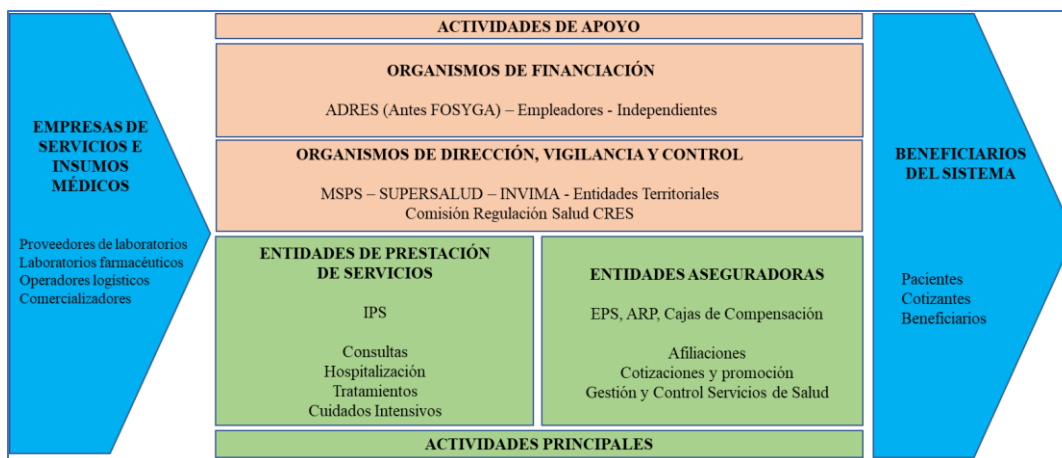 EMPRESAS DE
SERVICIOS E
INSUMOS
MÉDICOS
Proveedores de laboratorios
Laboratorios farmacéuticos
Operadores logísticos
Comercializadores
ACTIVIDADES DE APOYO
ORGANISMOS DE FINANCIACIÓN
ADRES (Antes FOSYGA) – Empleadores - Independientes
ORGANISMOS DE DIRECCIÓN, VIGILANCIA Y CONTROL
MSPS – SUPERSALUD – INVIMA - Entidades Territoriales
Comisión Regulación Salud CRES
ENTIDADES DE PRESTACIÓN
DE SERVICIOS
IPS
Consultas
Hospitalización
Tratamientos
Cuidados Intensivos
ENTIDADES ASEGURADORAS
EPS, ARP, Cajas de Compensación
Afiliaciones
Cotizaciones y promoción
Gestión y Control Servicios de Salud
ACTIVIDADES PRINCIPALES
BENEFICIARIOS
DEL SISTEMA
Pacientes
Cotizantes
Beneficiarios